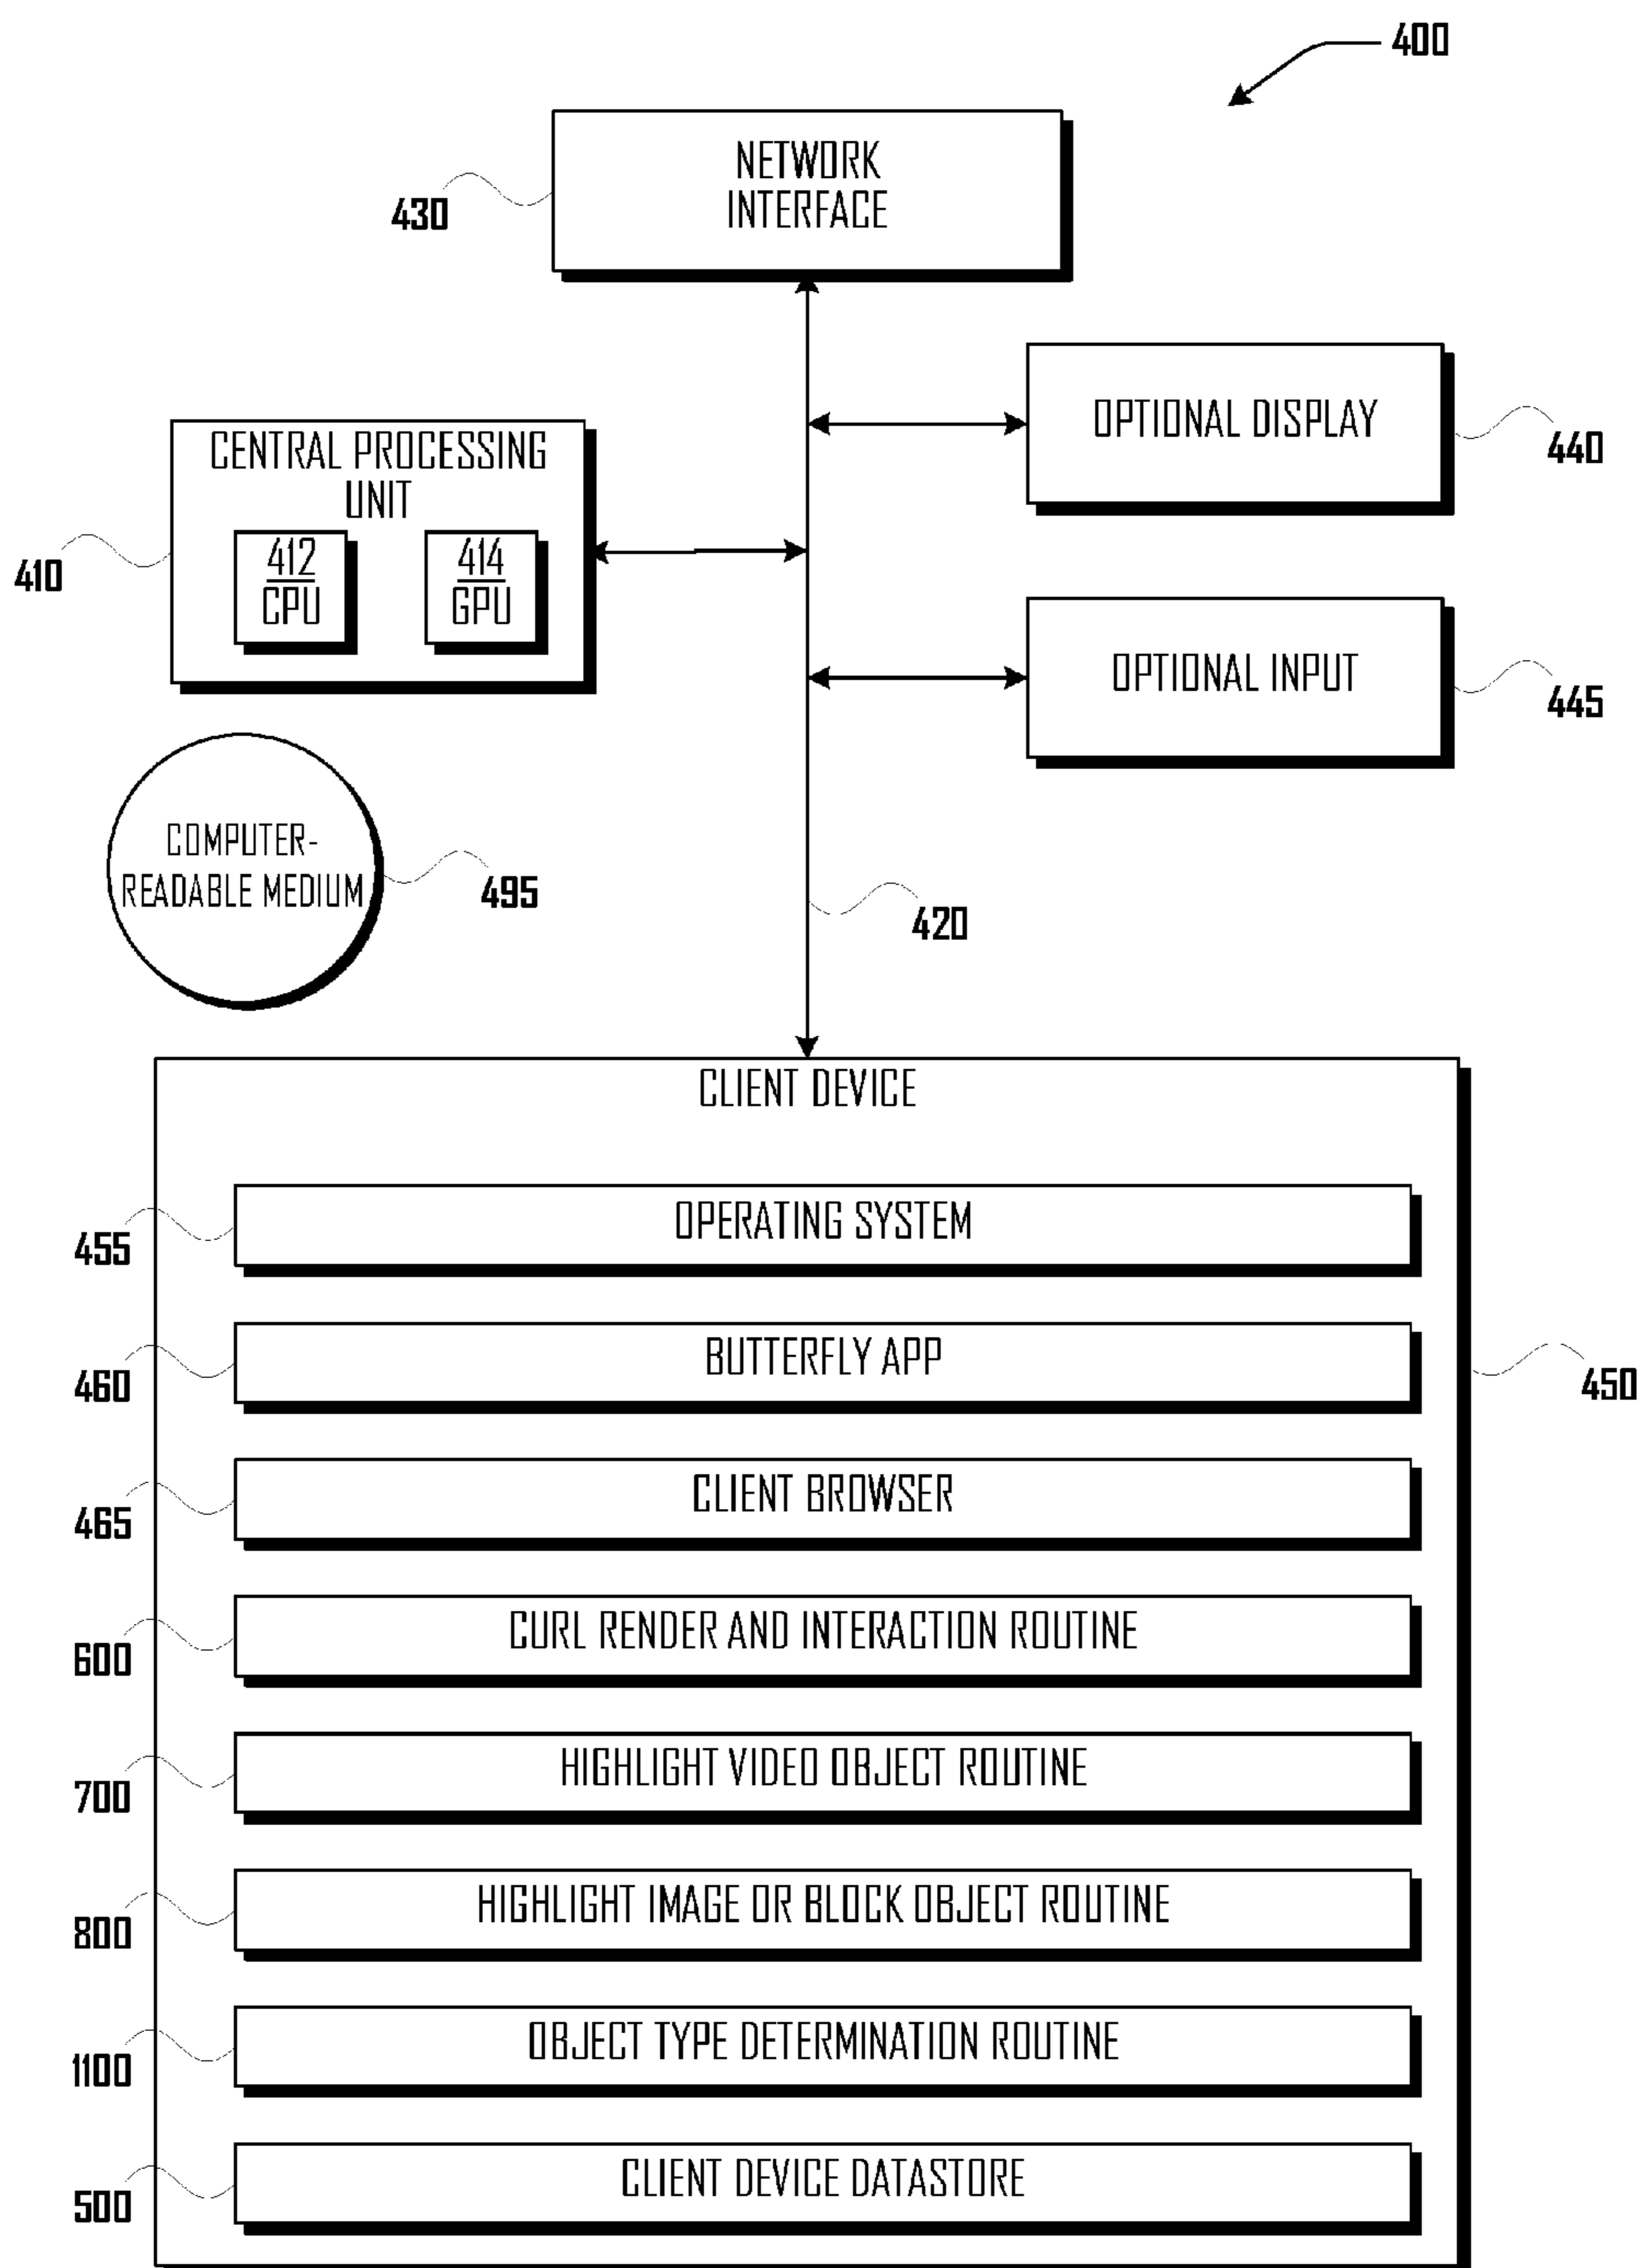 400
NETWORK
INTERFACE
430
OPTIONAL DISPLAY
440
CENTRAL PROCESSING
UNIT
412
CPU
414
GPU
410
OPTIONAL INPUT
445
COMPUTER-
READABLE MEDIUM
495
420
CLIENT DEVICE
OPERATING SYSTEM
455
BUTTERFLY APP
460
450
CLIENT BROWSER
465
CURL RENDER AND INTERACTION ROUTINE
600
HIGHLIGHT VIDEO OBJECT ROUTINE
700
HIGHLIGHT IMAGE OR BLOCK OBJECT ROUTINE
800
OBJECT TYPE DETERMINATION ROUTINE
1100
CLIENT DEVICE DATASTORE
500